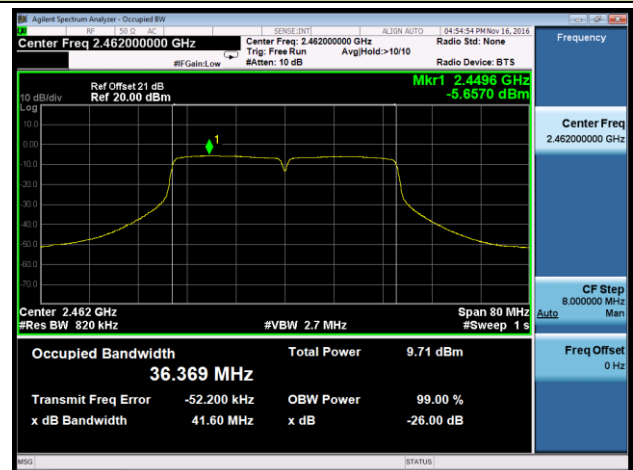 Agilent Spectrum Analyzer - Occupied BW
RF 50 Ω AC SENSE:INT ALIGN AUTO 04:54:54 PM Nov 16, 2016
Center Freq 2.462000000 GHz
Center Freq: 2.462000000 GHz Radio Std: None
Trig: Free Run Avg|Hold:>10/10
#IFGain:Low #Atten: 10 dB Radio Device: BTS
Ref Offset 21 dB
10 dB/div Ref 20.00 dBm
Mkr1 2.4496 GHz
-5.6570 dBm
Log
10.0
0.00
-10.0
-20.0
-30.0
-40.0
-50.0
-60.0
-70.0
1
Center 2.462 GHz Span 80 MHz
#Res BW 820 kHz #VBW 2.7 MHz #Sweep 1 s
Occupied Bandwidth Total Power 9.71 dBm
36.369 MHz
Transmit Freq Error -52.200 kHz OBW Power 99.00 %
x dB Bandwidth 41.60 MHz x dB -26.00 dB
MSG STATUS
Frequency
Center Freq
2.462000000 GHz
CF Step
8.000000 MHz
Auto Man
Freq Offset
0 Hz